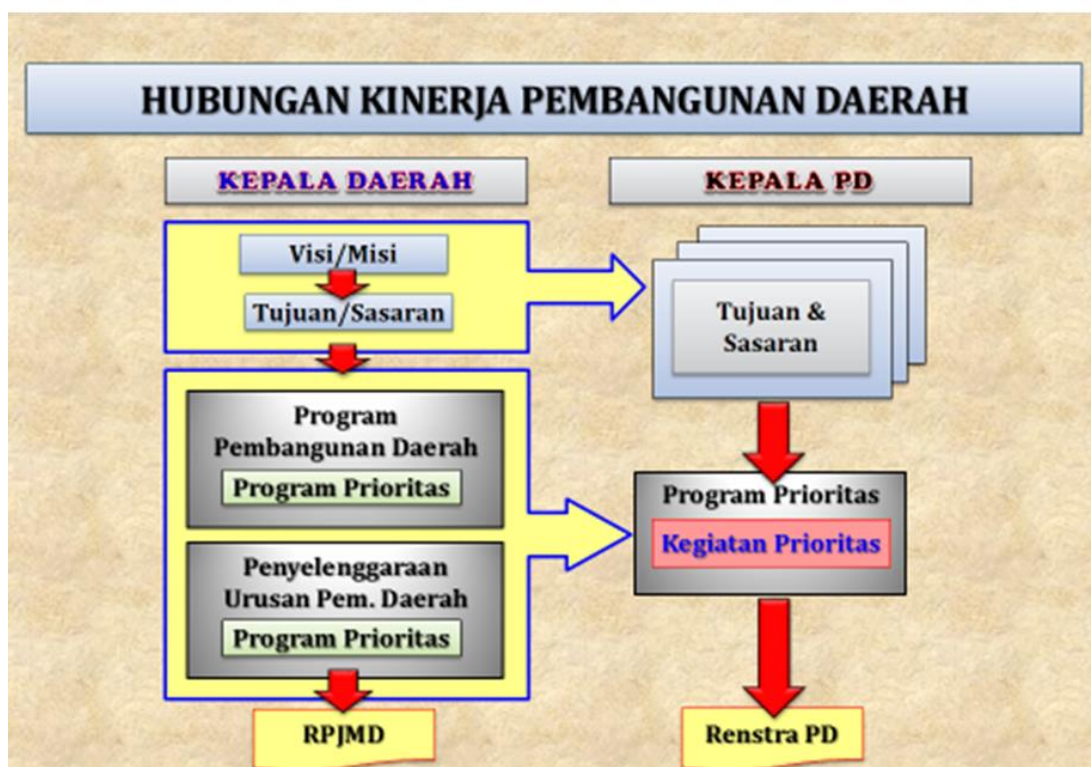 HUBUNGAN KINERJA PEMBANGUNAN DAERAH
KEPALA DAERAH
Visi/Misi
Tujuan/Sasaran
Program
Pembangunan Daerah
Program Prioritas
Penyelenggaraan
Urusan Pem. Daerah
Program Prioritas
RPJMD
KEPALA PD
Tujuan &
Sasaran
Program Prioritas
Kegiatan Prioritas
Renstra PD